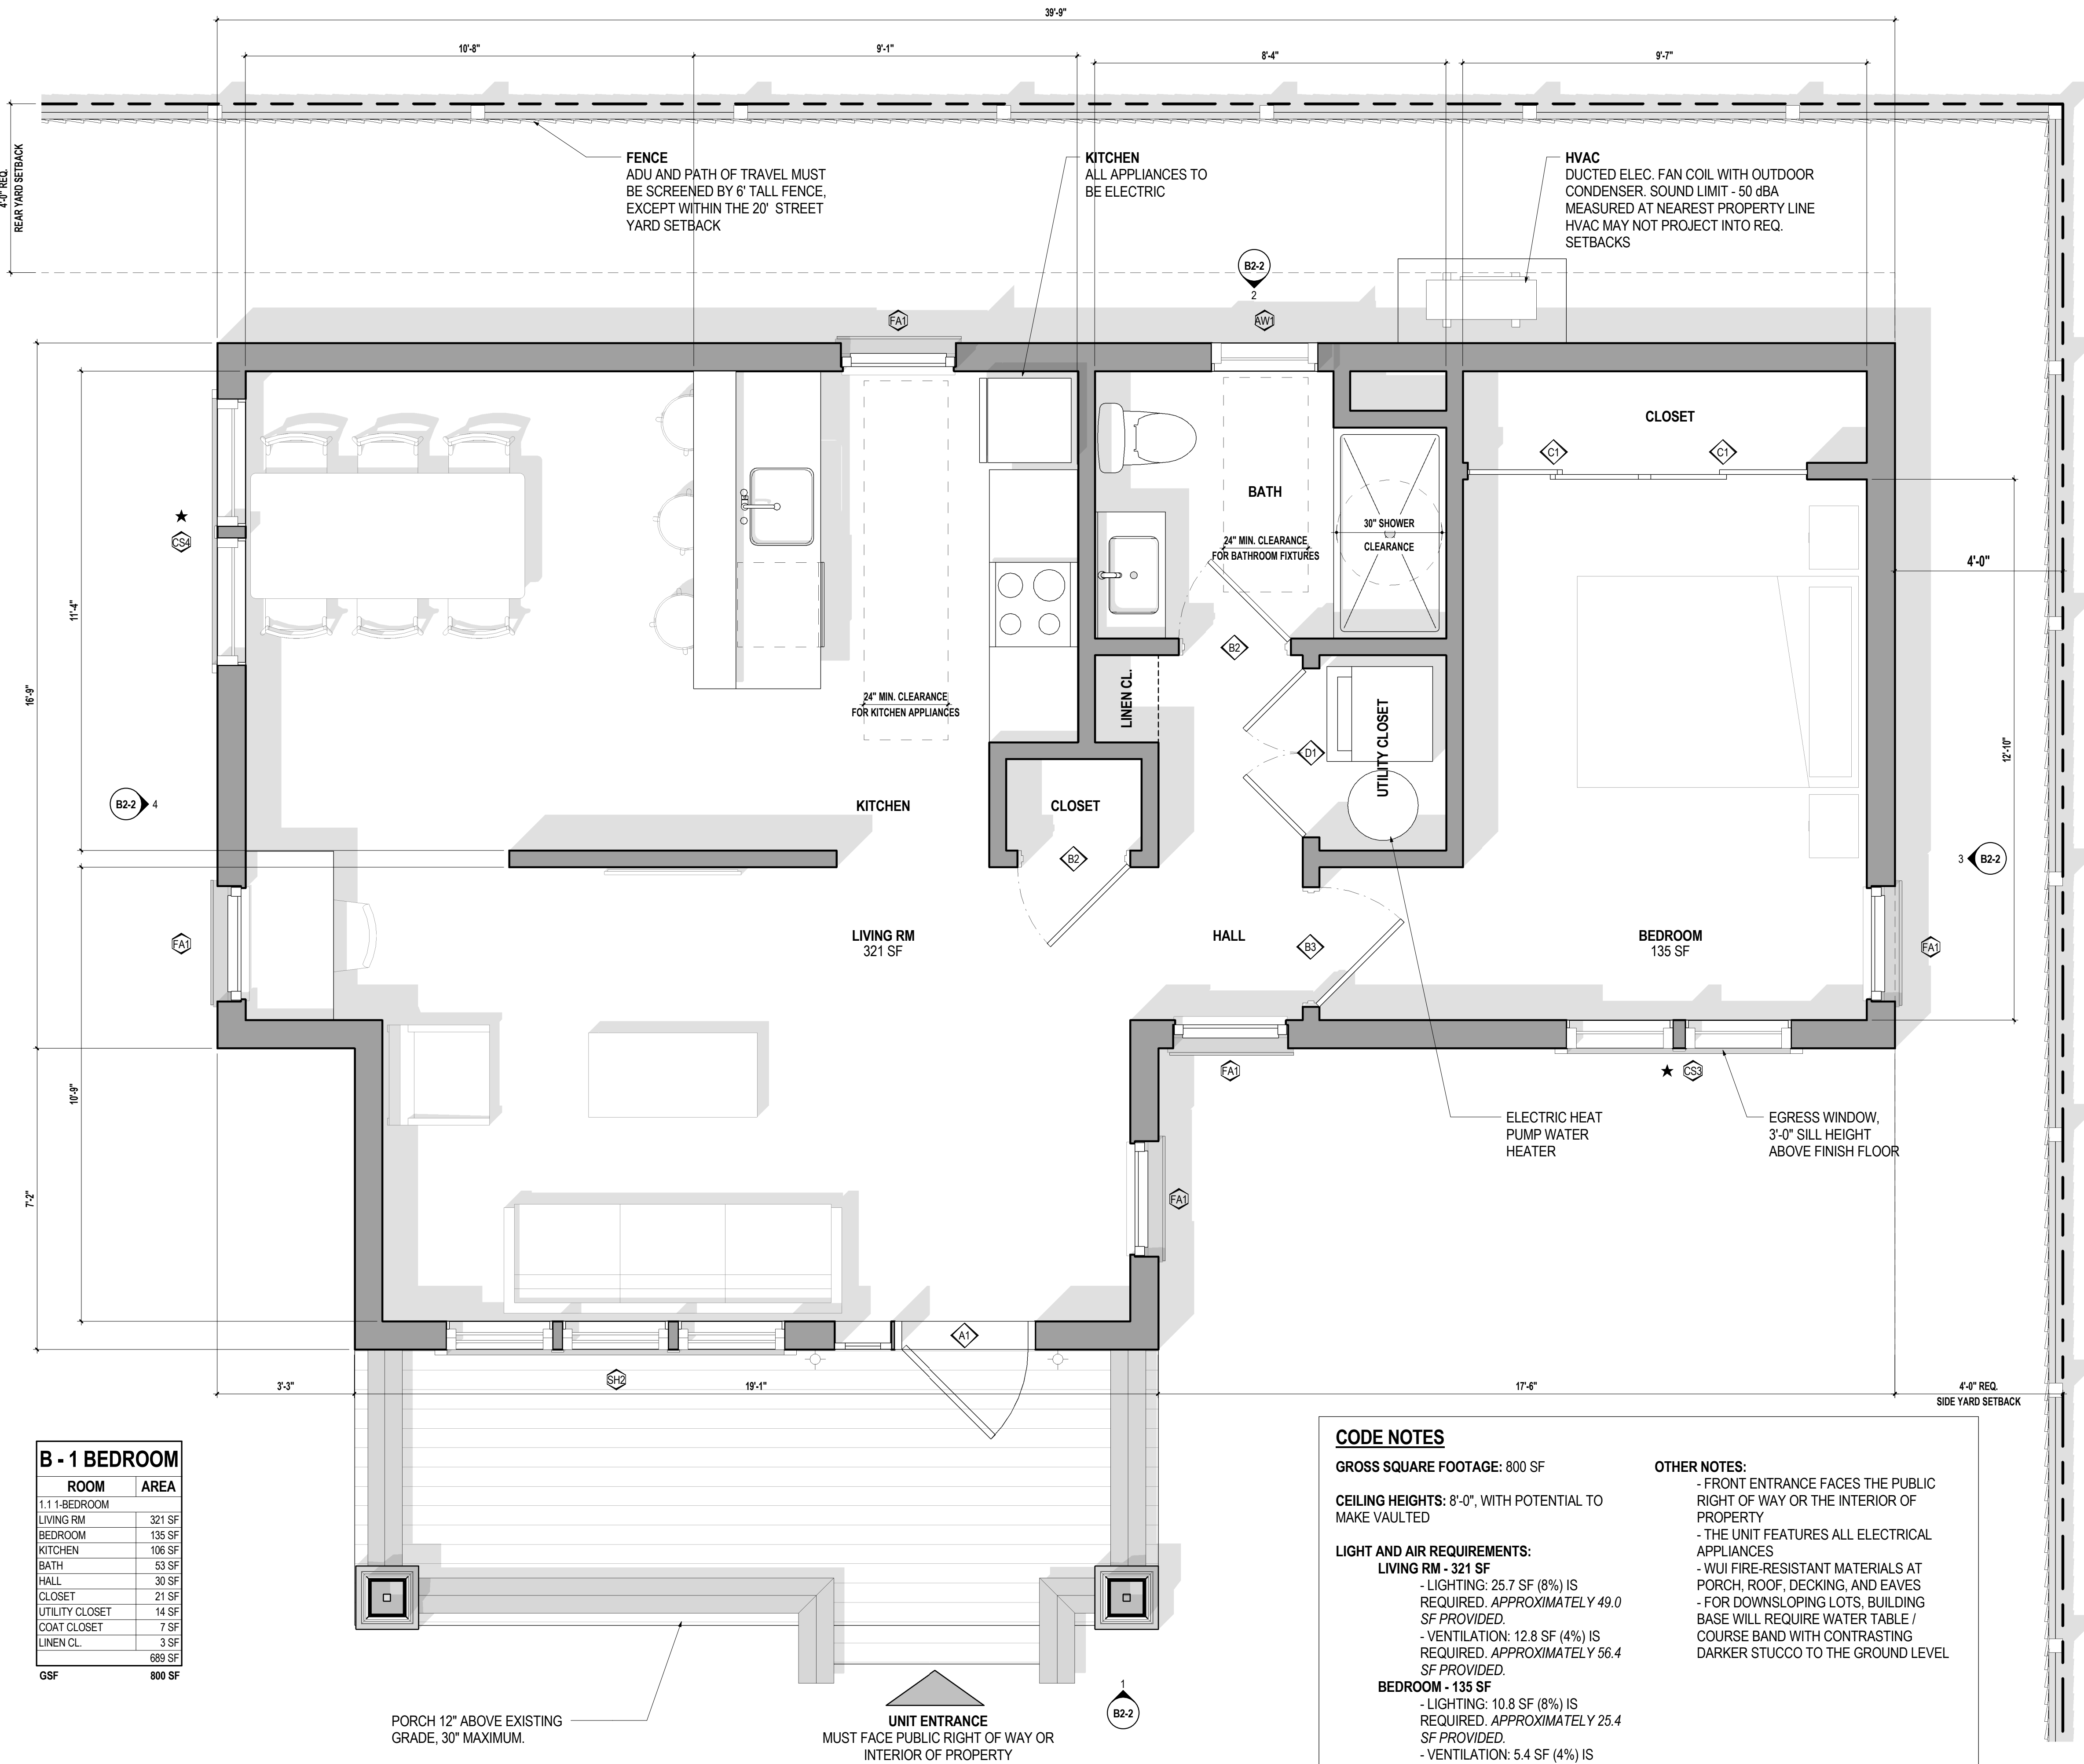 39'-9"
10'-8"
9'-1"
8'-4"
9'-7"
4'-0" REQ.
REAR YARD SETBACK
FENCE
ADU AND PATH OF TRAVEL MUST
BE SCREENED BY 6' TALL FENCE,
EXCEPT WITHIN THE 20' STREET
YARD SETBACK
KITCHEN
ALL APPLIANCES TO
BE ELECTRIC
HVAC
DUCTED ELEC. FAN COIL WITH OUTDOOR
CONDENSER. SOUND LIMIT - 50 dBA
MEASURED AT NEAREST PROPERTY LINE
HVAC MAY NOT PROJECT INTO REQ.
SETBACKS
B2-2
2
FA1
AW1
CLOSET
C1
C1
BATH
30" SHOWER
CLEARANCE
24" MIN. CLEARANCE
FOR BATHROOM FIXTURES
★
CS4
4'-0"
11'-4"
16'-9"
B2
LINEN CL.
24" MIN. CLEARANCE
FOR KITCHEN APPLIANCES
D1
UTILITY CLOSET
12'-10"
B2-2
4
KITCHEN
CLOSET
B2
3
B2-2
FA1
LIVING RM
321 SF
HALL
B3
BEDROOM
135 SF
FA1
FA1
★
CS3
10'-9"
7'-2"
ELECTRIC HEAT
PUMP WATER
HEATER
EGRESS WINDOW,
3'-0" SILL HEIGHT
ABOVE FINISH FLOOR
FA1
A1
SH2
3'-3"
19'-1"
17'-6"
4'-0" REQ.
SIDE YARD SETBACK
B - 1 BEDROOM
ROOM AREA
1.1 1-BEDROOM
LIVING RM 321 SF
BEDROOM 135 SF
KITCHEN 106 SF
BATH 53 SF
HALL 30 SF
CLOSET 21 SF
UTILITY CLOSET 14 SF
COAT CLOSET 7 SF
LINEN CL. 3 SF
689 SF
GSF 800 SF
PORCH 12" ABOVE EXISTING
GRADE, 30" MAXIMUM.
UNIT ENTRANCE
MUST FACE PUBLIC RIGHT OF WAY OR
INTERIOR OF PROPERTY
1
B2-2
CODE NOTES
GROSS SQUARE FOOTAGE: 800 SF
CEILING HEIGHTS: 8'-0", WITH POTENTIAL TO
MAKE VAULTED
LIGHT AND AIR REQUIREMENTS:
LIVING RM - 321 SF
- LIGHTING: 25.7 SF (8%) IS
REQUIRED. APPROXIMATELY 49.0
SF PROVIDED.
- VENTILATION: 12.8 SF (4%) IS
REQUIRED. APPROXIMATELY 56.4
SF PROVIDED.
BEDROOM - 135 SF
- LIGHTING: 10.8 SF (8%) IS
REQUIRED. APPROXIMATELY 25.4
SF PROVIDED.
- VENTILATION: 5.4 SF (4%) IS
OTHER NOTES:
- FRONT ENTRANCE FACES THE PUBLIC
RIGHT OF WAY OR THE INTERIOR OF
PROPERTY
- THE UNIT FEATURES ALL ELECTRICAL
APPLIANCES
- WUI FIRE-RESISTANT MATERIALS AT
PORCH, ROOF, DECKING, AND EAVES
- FOR DOWNSLOPING LOTS, BUILDING
BASE WILL REQUIRE WATER TABLE /
COURSE BAND WITH CONTRASTING
DARKER STUCCO TO THE GROUND LEVEL